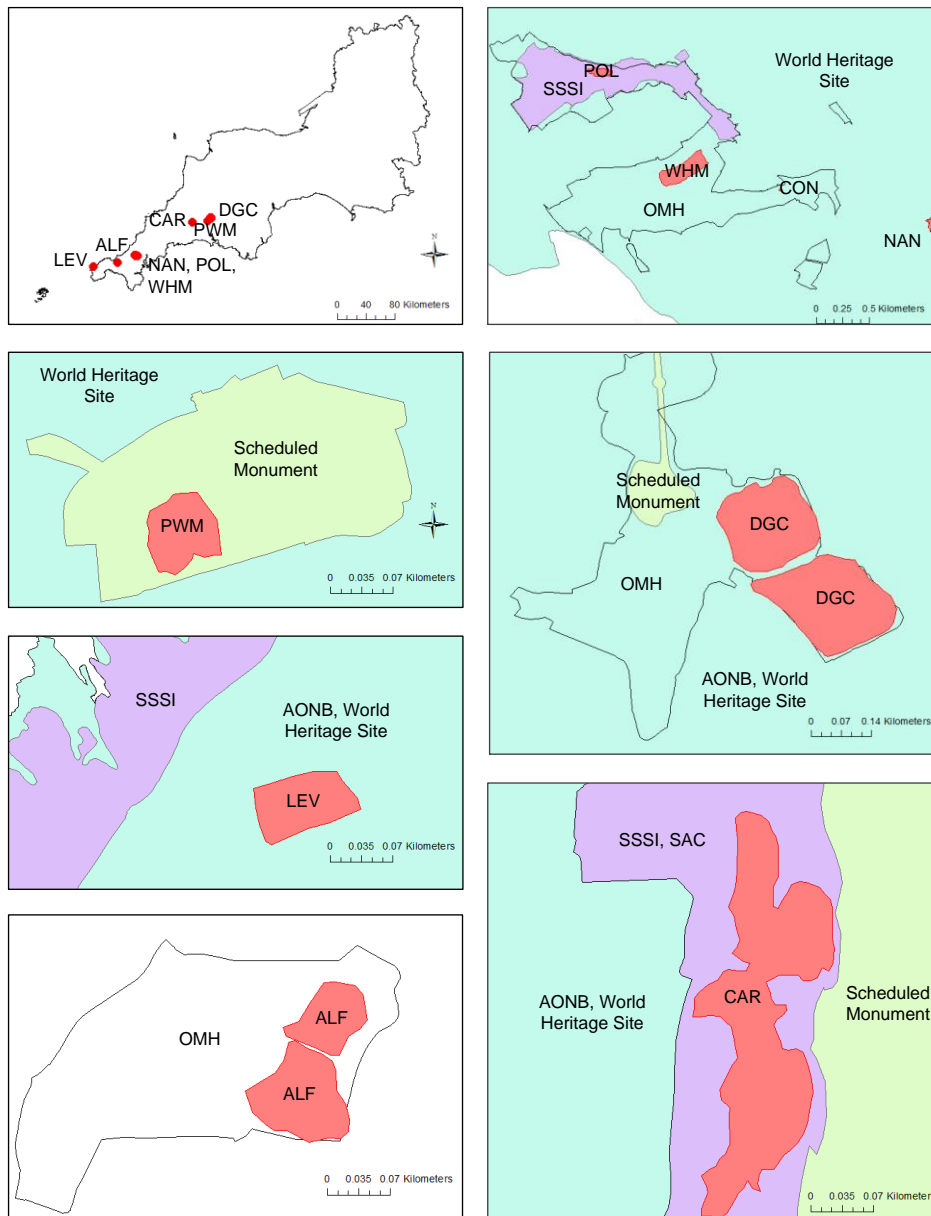 CAR
DGC
PWM
ALF
LEV
NAN, POL,
WHM
N
0 40 80 Kilometers
World Heritage
Site
POL
SSSI
WHM
CON
OMH
NAN
0 0.25 0.5 Kilometers
World Heritage
Site
Scheduled
Monument
PWM
N
0 0.035 0.07 Kilometers
Scheduled
Monument
DGC
OMH
DGC
AONB, World
Heritage Site
0 0.07 0.14 Kilometers
SSSI
AONB, World
Heritage Site
LEV
0 0.035 0.07 Kilometers
SSSI, SAC
CAR
AONB, World
Heritage Site
Scheduled
Monument
0 0.035 0.07 Kilometers
ALF
OMH
ALF
0 0.035 0.07 Kilometers